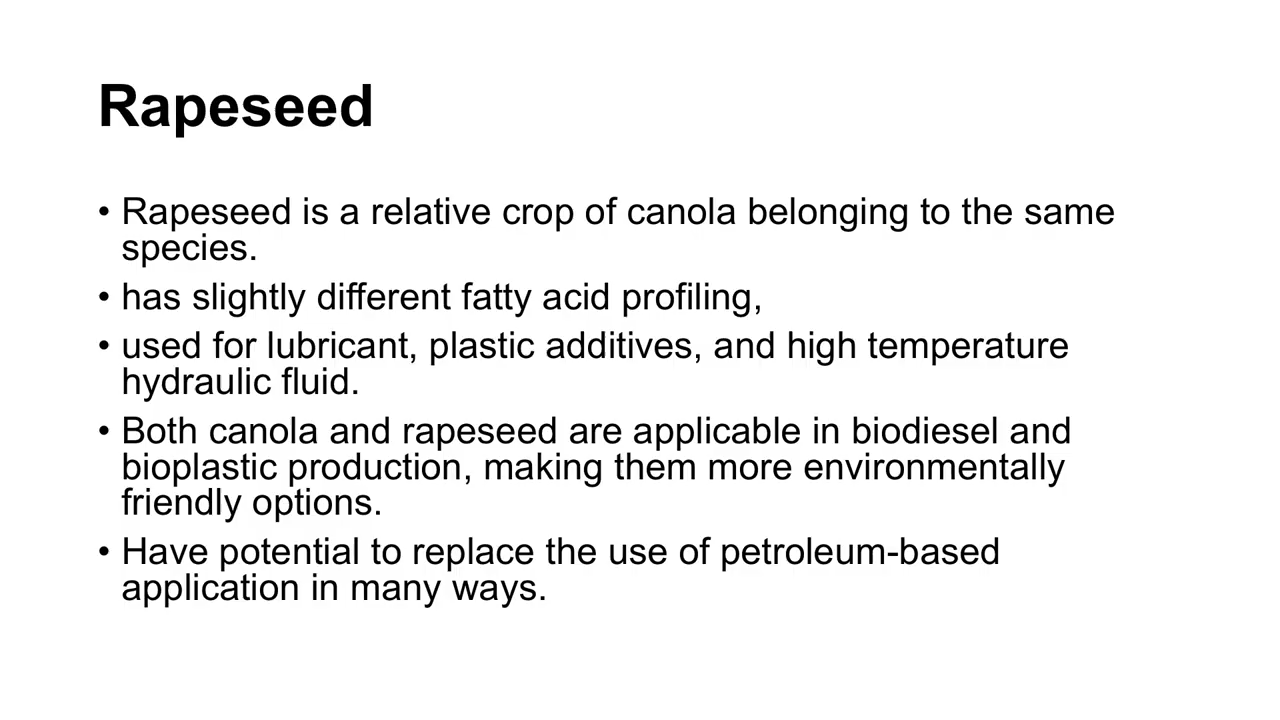 Rapeseed
• Rapeseed is a relative crop of canola belonging to the same
species.
• has slightly different fatty acid profiling,
• used for lubricant, plastic additives, and high temperature
hydraulic fluid.
• Both canola and rapeseed are applicable in biodiesel and
bioplastic production, making them more environmentally
friendly options.
• Have potential to replace the use of petroleum-based
application in many ways.